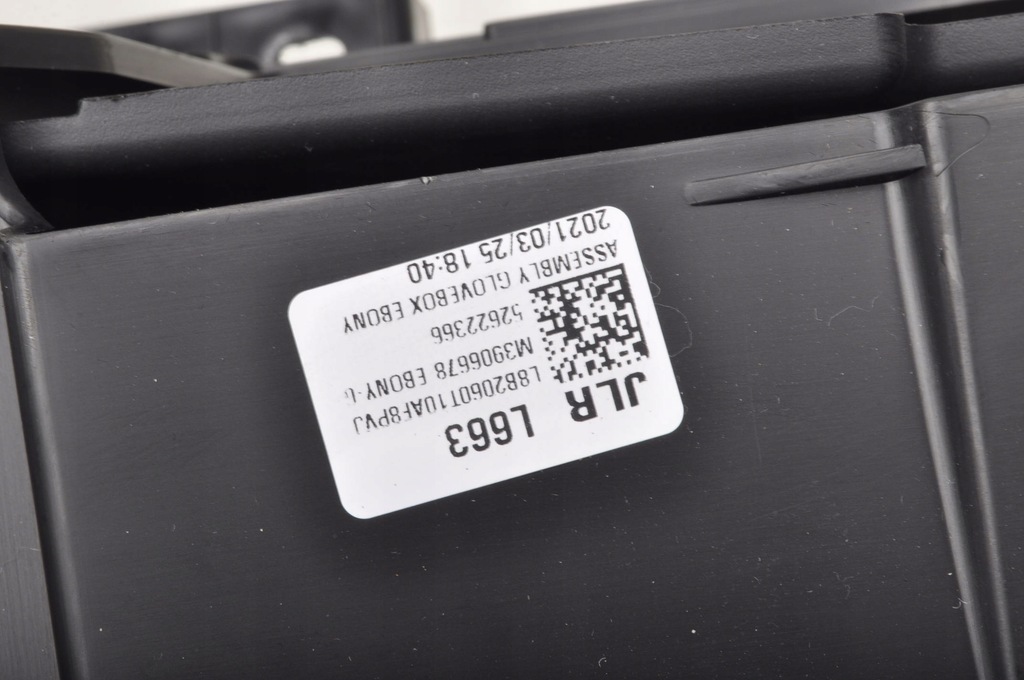 JLR L663
L8B2060T10AF8PVJ
M3906678 EBONY
52622366
ASSEMBLY GLOVEBOX EBONY
2021/03/25 18:40